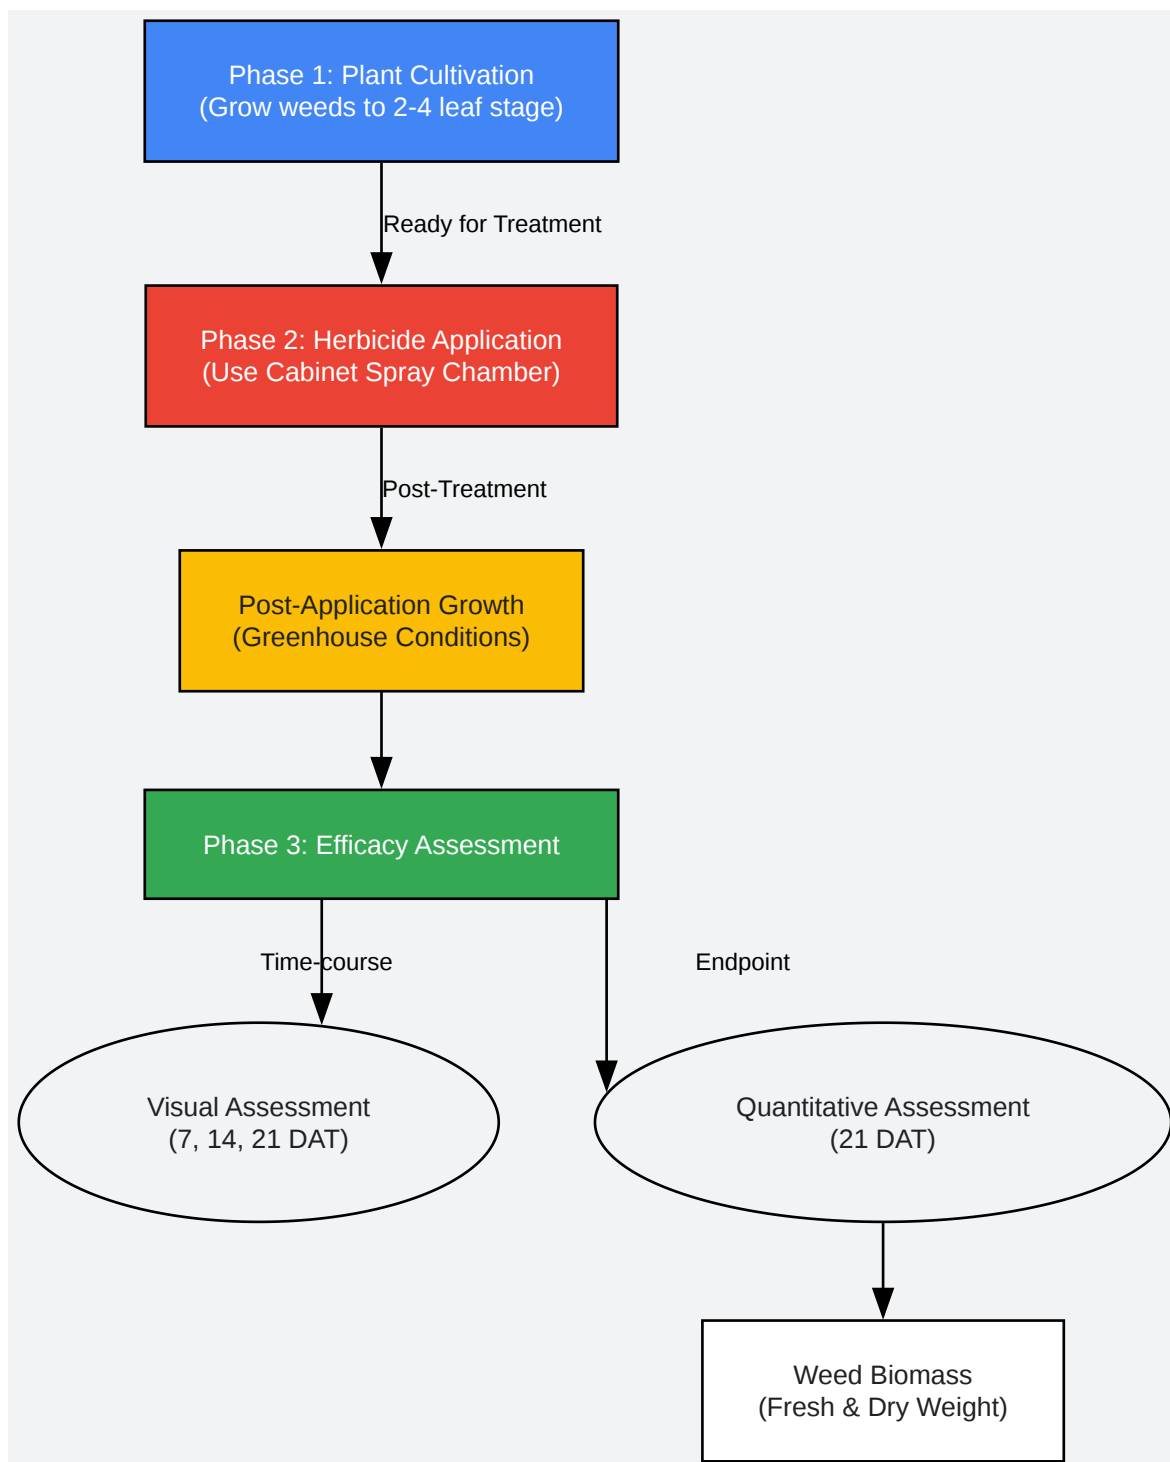 Phase 1: Plant Cultivation
(Grow weeds to 2-4 leaf stage)
Ready for Treatment
Phase 2: Herbicide Application
(Use Cabinet Spray Chamber)
Post-Treatment
Post-Application Growth
(Greenhouse Conditions)
Phase 3: Efficacy Assessment
Time-course
Endpoint
Visual Assessment
(7, 14, 21 DAT)
Quantitative Assessment
(21 DAT)
Weed Biomass
(Fresh & Dry Weight)